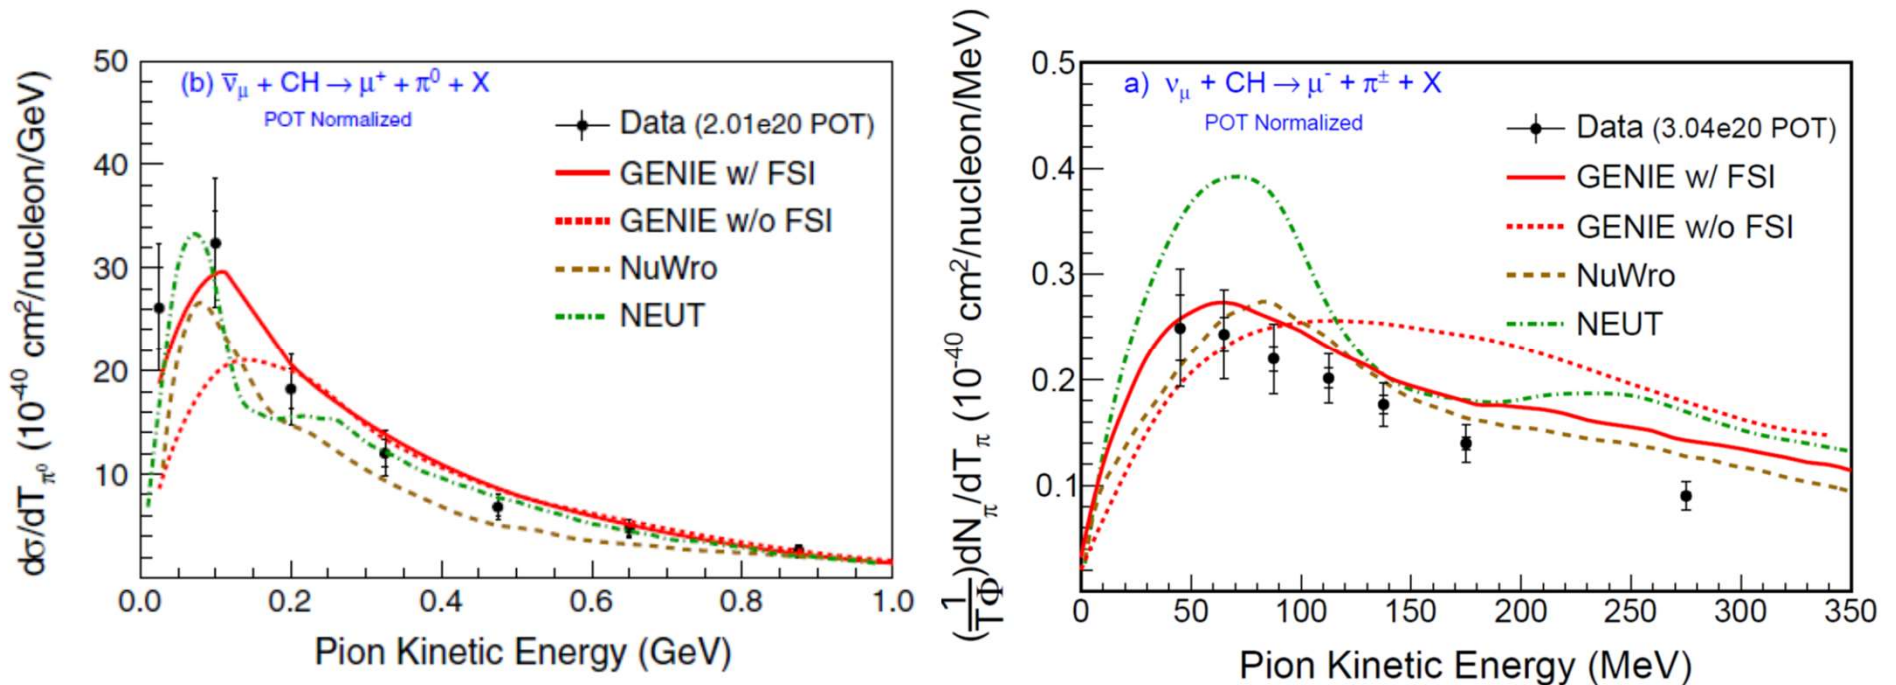 50
40
30
20
10
0.0
0.2
0.4
0.6
0.8
1.0
dσ/dTπ⁰ (10⁻⁴⁰ cm²/nucleon/GeV)
Pion Kinetic Energy (GeV)
(b) ν̅μ + CH → μ⁺ + π⁰ + X
POT Normalized
Data (2.01e20 POT)
GENIE w/ FSI
GENIE w/o FSI
NuWro
NEUT
0.5
0.4
0.3
0.2
0.1
0
50
100
150
200
250
300
350
(1/TΦ)dNπ/dTπ (10⁻⁴⁰ cm²/nucleon/MeV)
Pion Kinetic Energy (MeV)
a) νμ + CH → μ⁻ + π± + X
POT Normalized
Data (3.04e20 POT)
GENIE w/ FSI
GENIE w/o FSI
NuWro
NEUT